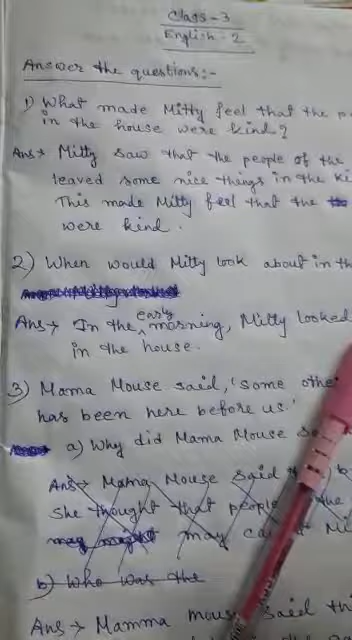 Class - 3
English - 2
Answer the questions :-
1) What made Mitty feel that the
in the house were kind?
Ans → Mitty saw that the people of the
leaved some nice things in the
This made Mitty feel that the
were kind.
2) When would Mitty look about in
Ans → In the early morning, Mitty looked
in the house.
3) Mama Mouse said, 'Some
has been here before us.'
a) Why did Mama Mouse
Ans → Mama Mouse said
She thought that people
may
b) Who was the
Ans → Mamma mouse said